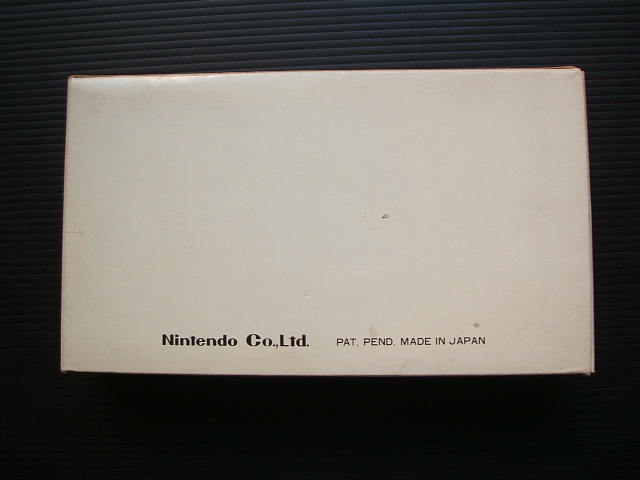 Nintendo Co.,Ltd. PAT. PEND. MADE IN JAPAN